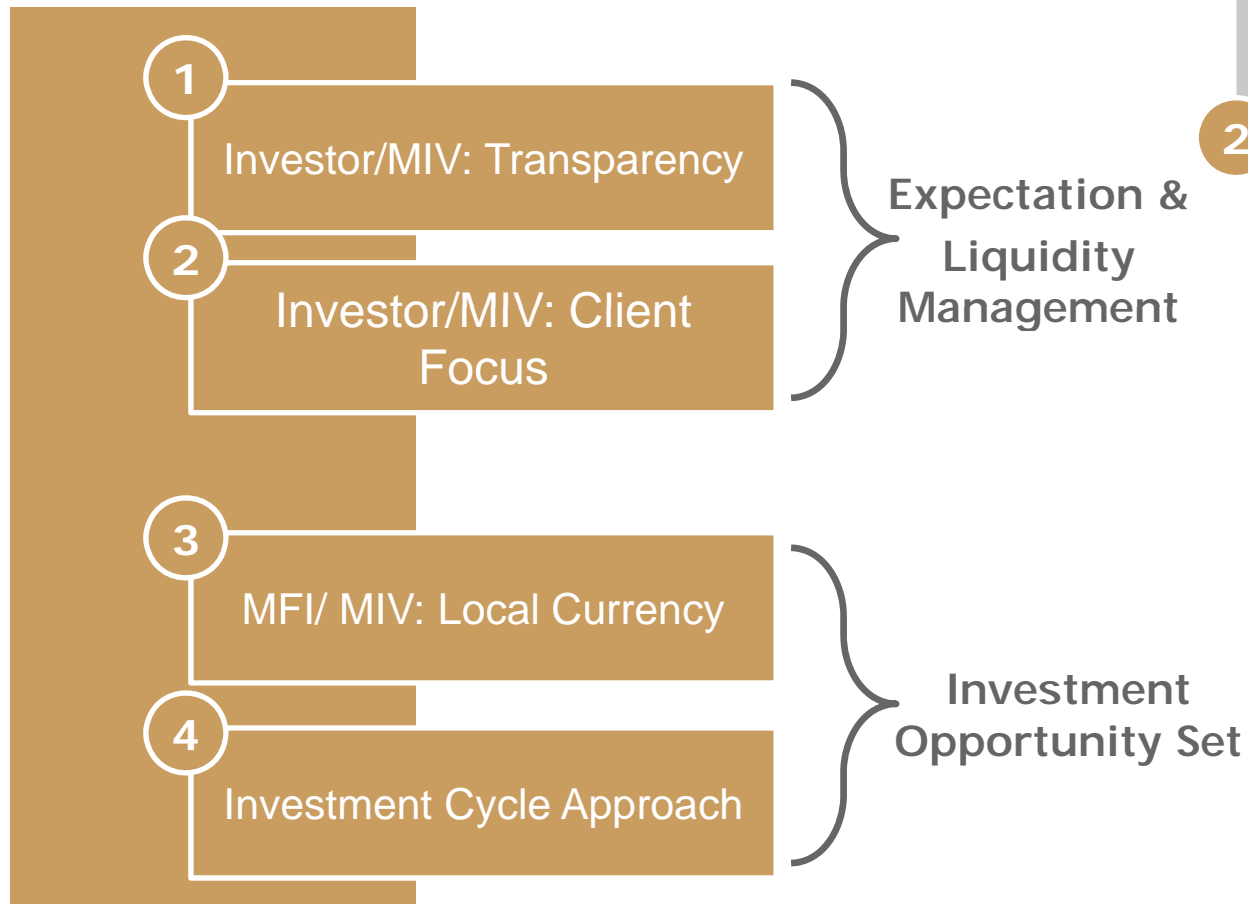 1
Investor/MIV: Transparency
2
Investor/MIV: Client
Focus
Expectation &
Liquidity
Management
2
3
MFI/ MIV: Local Currency
4
Investment Cycle Approach
Investment
Opportunity Set